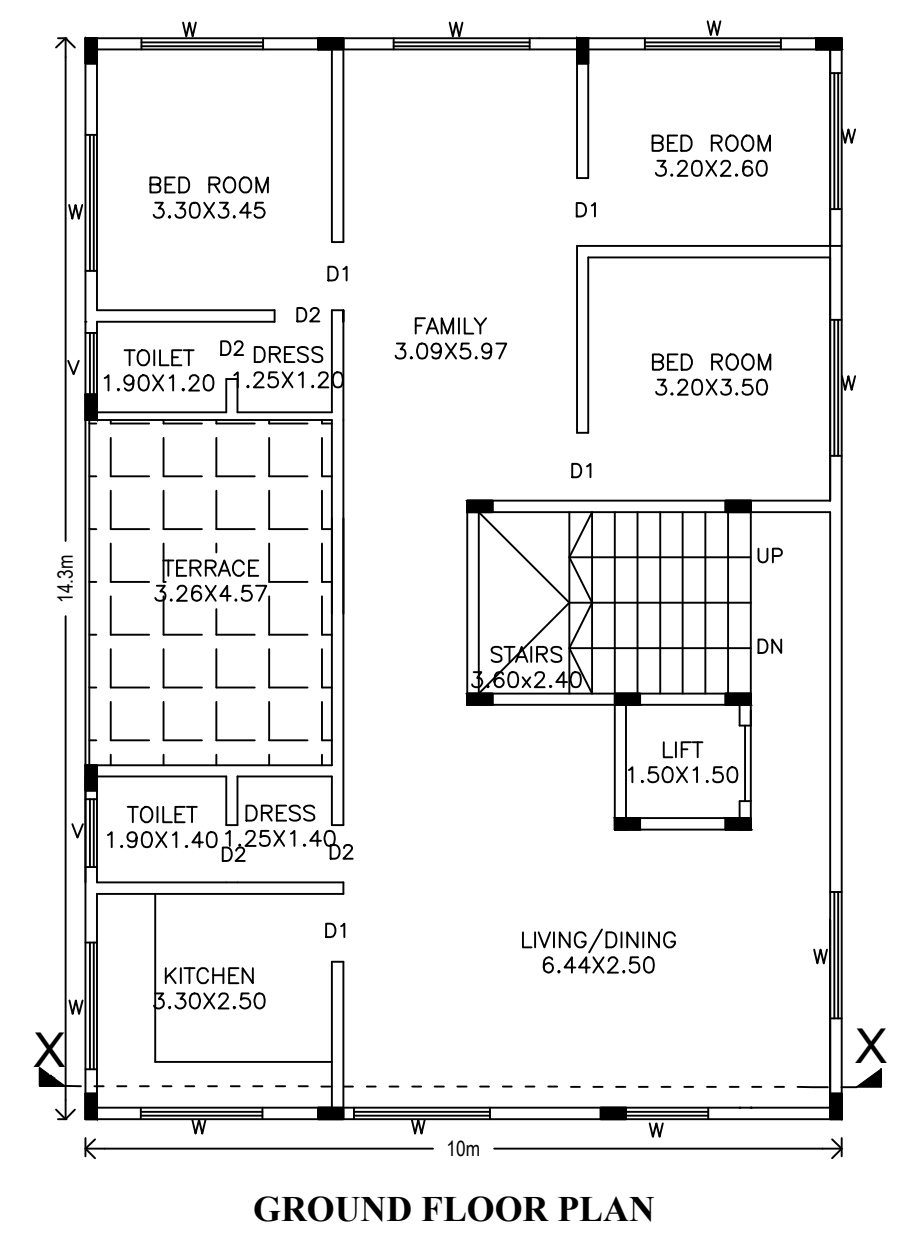 W
W
W
BED ROOM
3.30X3.45
BED ROOM
3.20X2.60
W
W
D1
D1
D2
FAMILY
3.09X5.97
BED ROOM
3.20X3.50
W
V
TOILET
1.90X1.20
D2
DRESS
1.25X1.20
D1
14.3m
TERRACE
3.26X4.57
UP
DN
STAIRS
3.60x2.40
LIFT
1.50X1.50
V
TOILET
1.90X1.40
D2
DRESS
1.25X1.40
D2
D1
LIVING/DINING
6.44X2.50
W
KITCHEN
3.30X2.50
W
X
X
W
W
W
10m
GROUND FLOOR PLAN